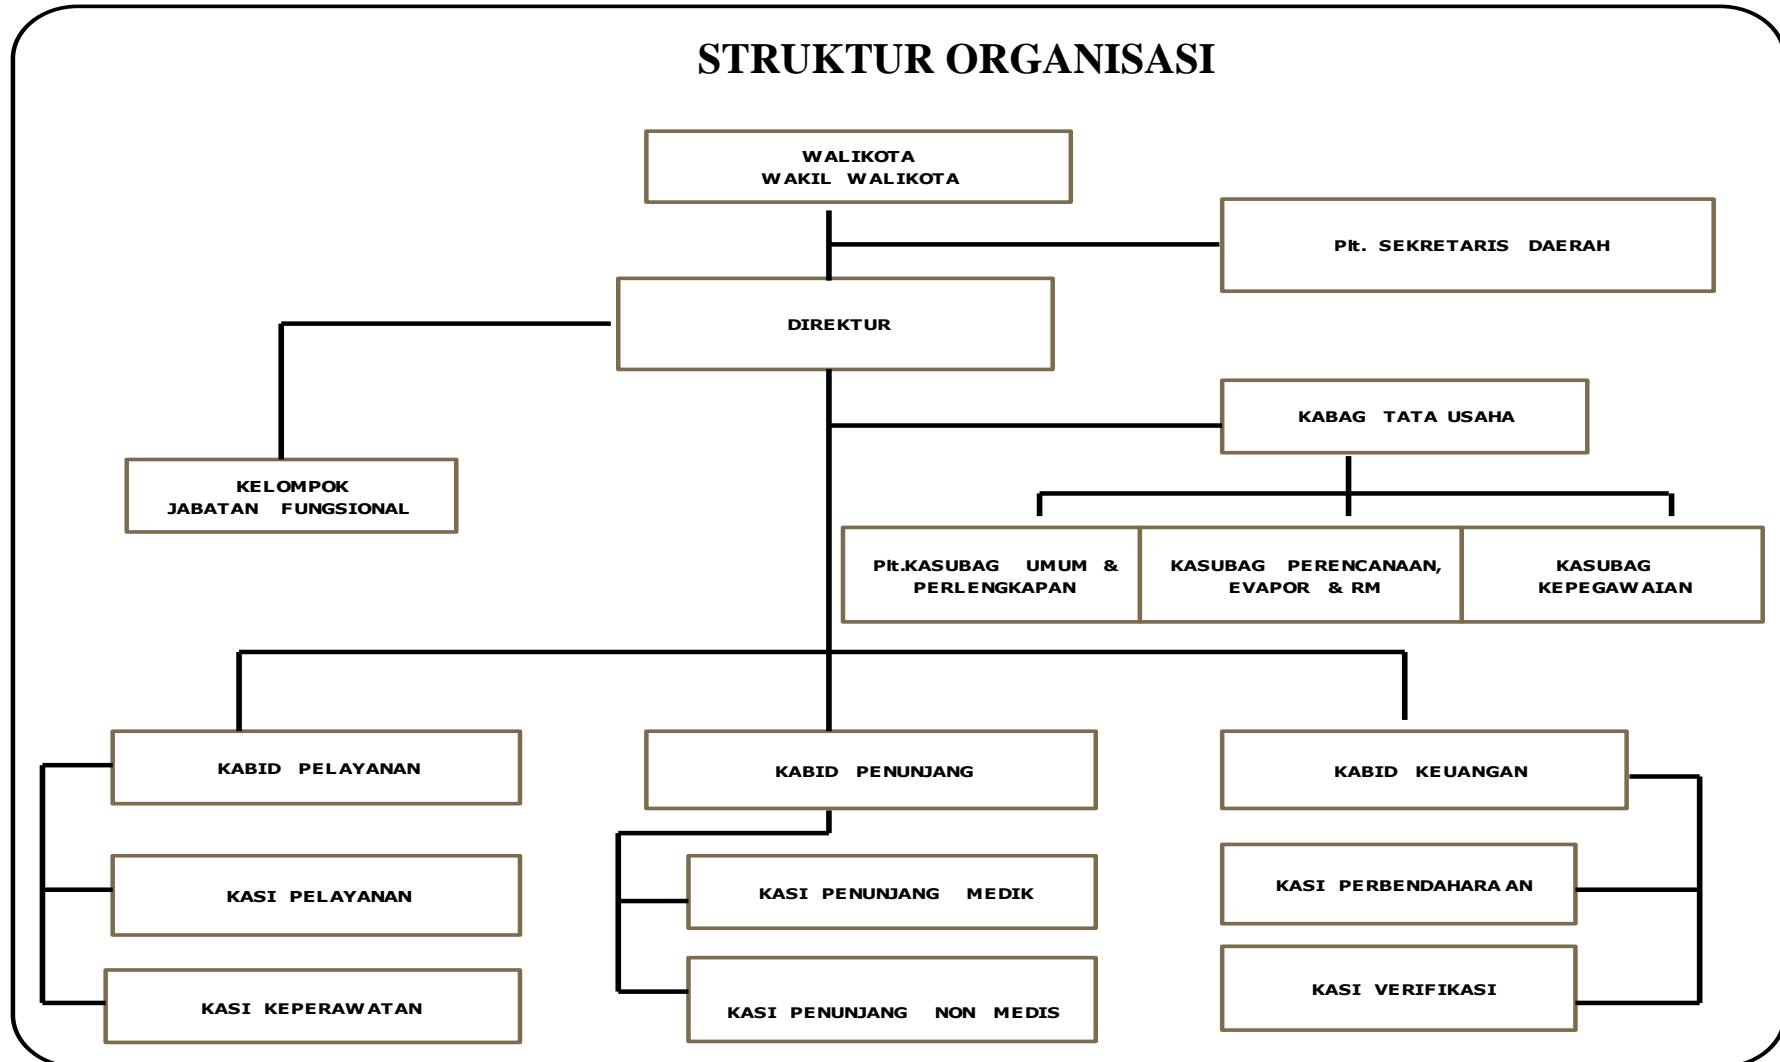 STRUKTUR ORGANISASI
WALIKOTA
WAKIL WALIKOTA
Plt. SEKRETARIS DAERAH
DIREKTUR
KABAG TATA USAHA
KELOMPOK
JABATAN FUNGSIONAL
Plt.KASUBAG UMUM &
PERLENGKAPAN
KASUBAG PERENCANAAN,
EVAPOR & RM
KASUBAG
KEPEGAWAIAN
KABID PELAYANAN
KABID PENUNJANG
KABID KEUANGAN
KASI PELAYANAN
KASI PENUNJANG MEDIK
KASI PERBENDAHARAAN
KASI KEPERAWATAN
KASI PENUNJANG NON MEDIS
KASI VERIFIKASI